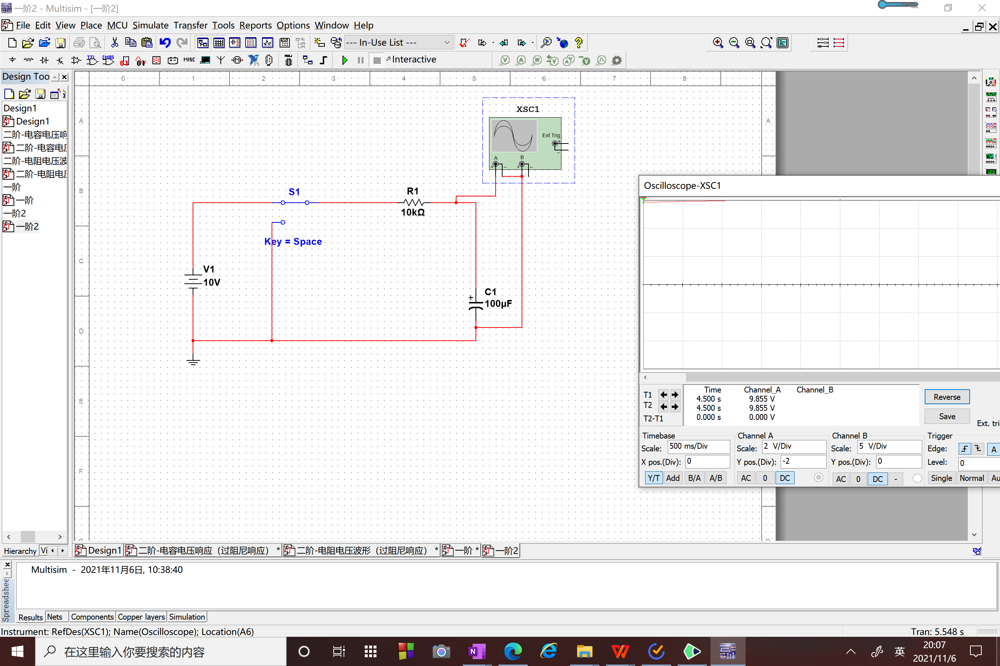 一阶2 - Multisim - [一阶2]
File Edit View Place MCU Simulate Transfer Tools Reports Options Window Help
--- In-Use List ---
MISC
Interactive
Design Too
0 1 2 3 4 5 6 7 8
Design1
Design1
二阶-电容电压响
二阶-电容电压
二阶-电阻电压波
二阶-电阻电压
一阶
一阶
一阶2
一阶2
A
B
C
D
E
F
A
XSC1
Ext Trig
A B
S1
Key = Space
R1
10kΩ
V1
10V
C1
100µF
Oscilloscope-XSC1
Time Channel_A Channel_B
T1 4.500 s 9.855 V
T2 4.500 s 9.855 V
T2-T1 0.000 s 0.000 V
Reverse
Save
Ext. tri
Timebase
Scale: 500 ms/Div
X pos.(Div): 0
Y/T Add B/A A/B
Channel A
Scale: 2 V/Div
Y pos.(Div): -2
AC 0 DC
Channel B
Scale: 5 V/Div
Y pos.(Div): 0
AC 0 DC -
Trigger
Edge: A
Level: 0
Single Normal Au
Hierarchy Vi
Design1 二阶-电容电压响应（过阻尼响应） * 二阶-电阻电压波形（过阻尼响应） * 一阶 * 一阶2
Multisim - 2021年11月6日, 10:38:40
Spreadshee
Results Nets Components Copper layers Simulation
Instrument: RefDes(XSC1); Name(Oscilloscope); Location(A6)
Tran: 5.548 s
在这里输入你要搜索的内容
英
20:07
2021/11/6